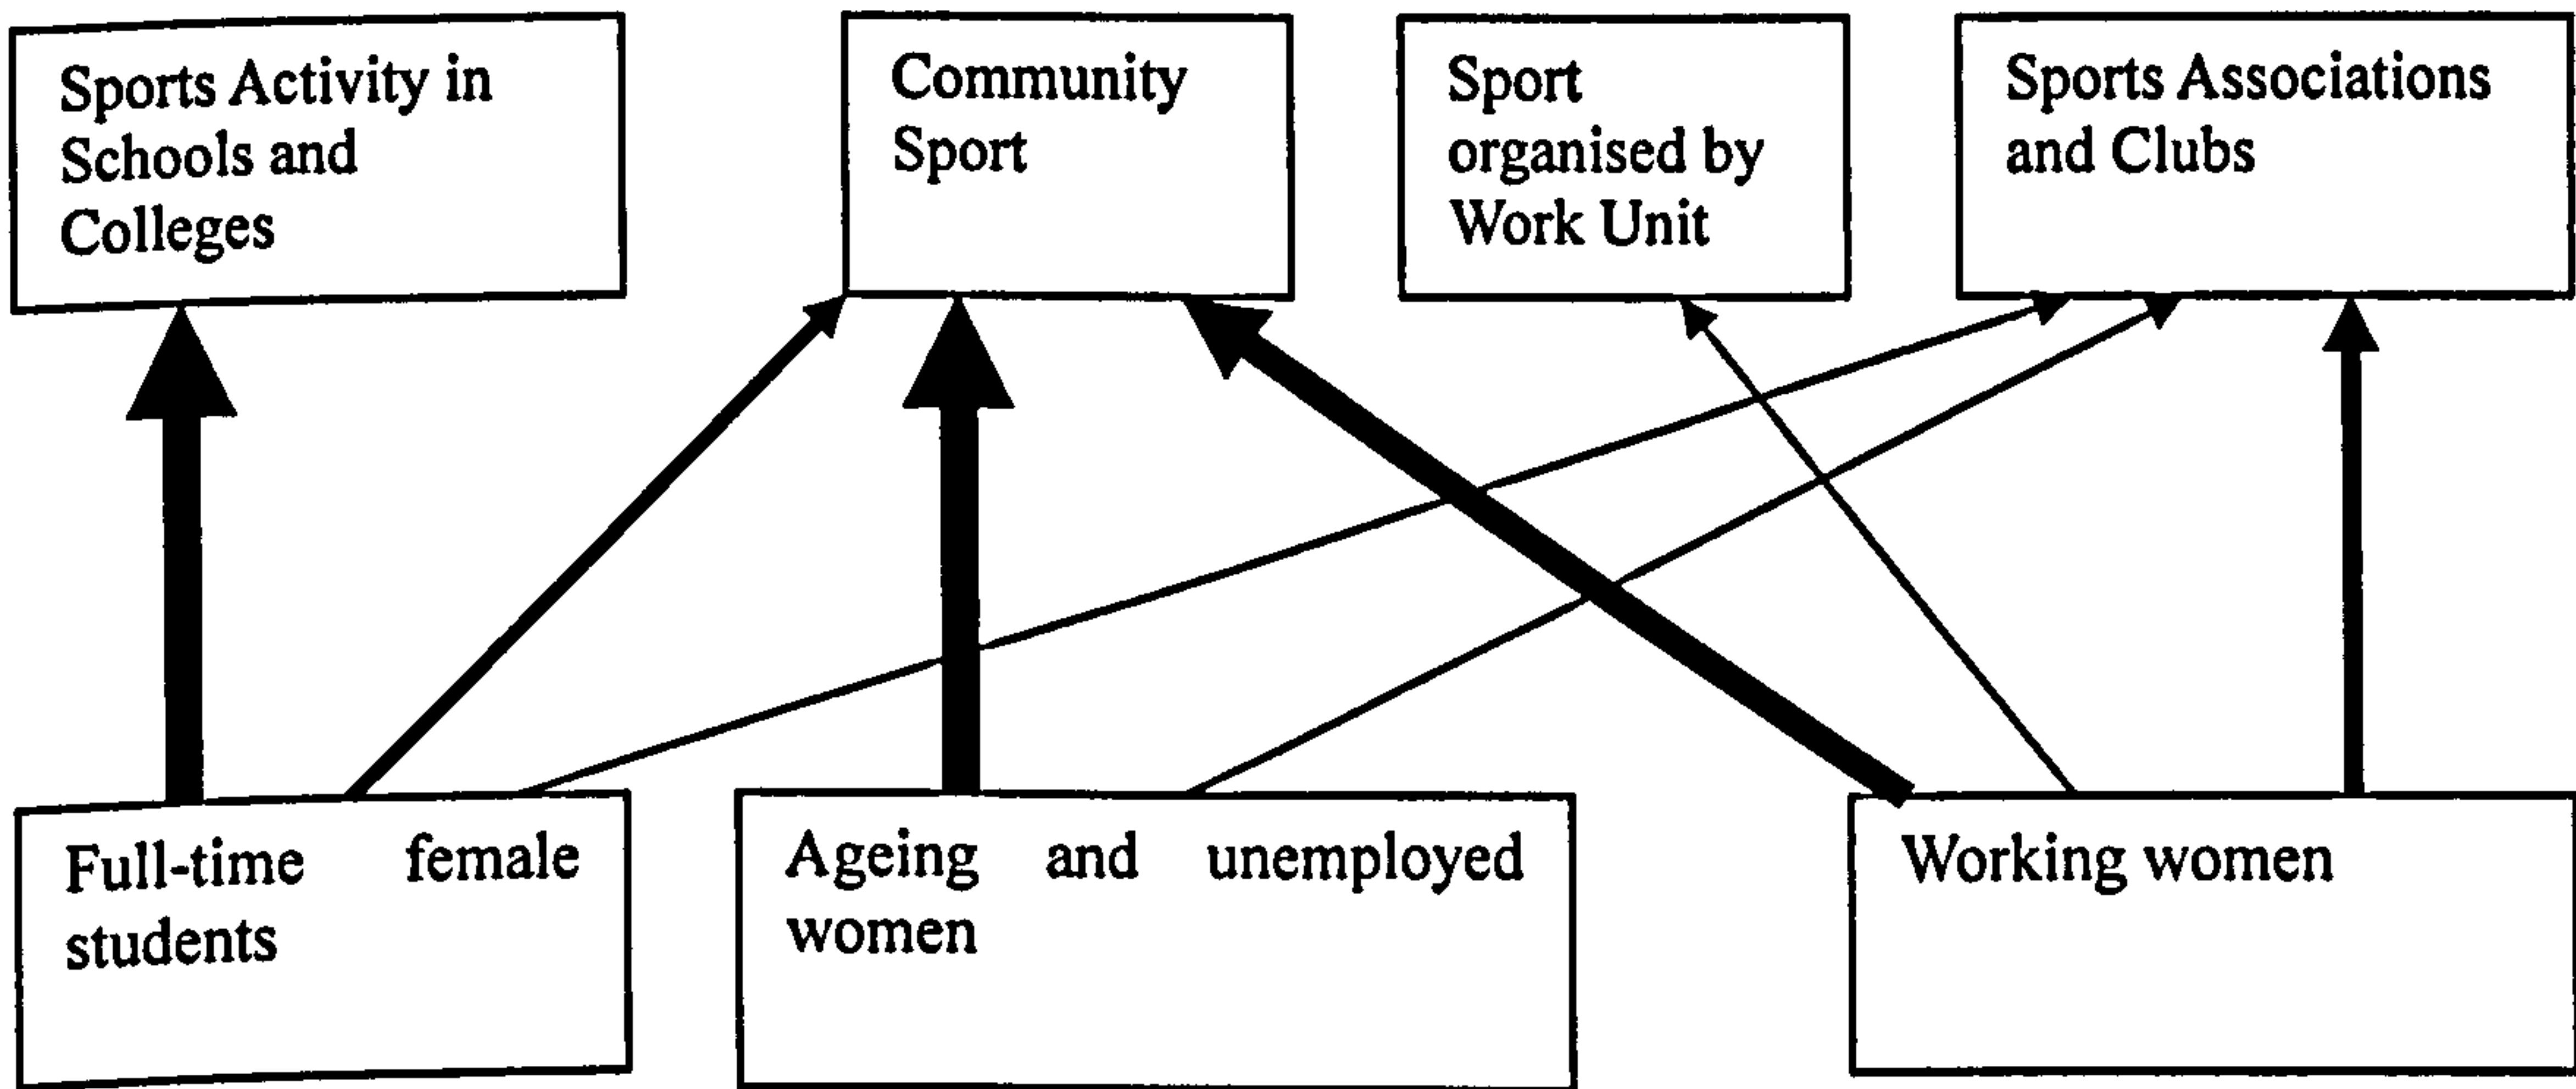 Sports Activity in
Schools and
Colleges
Community
Sport
Sport
organised by
Work Unit
Sports Associations
and Clubs
Full-time female
students
Ageing and unemployed
women
Working women